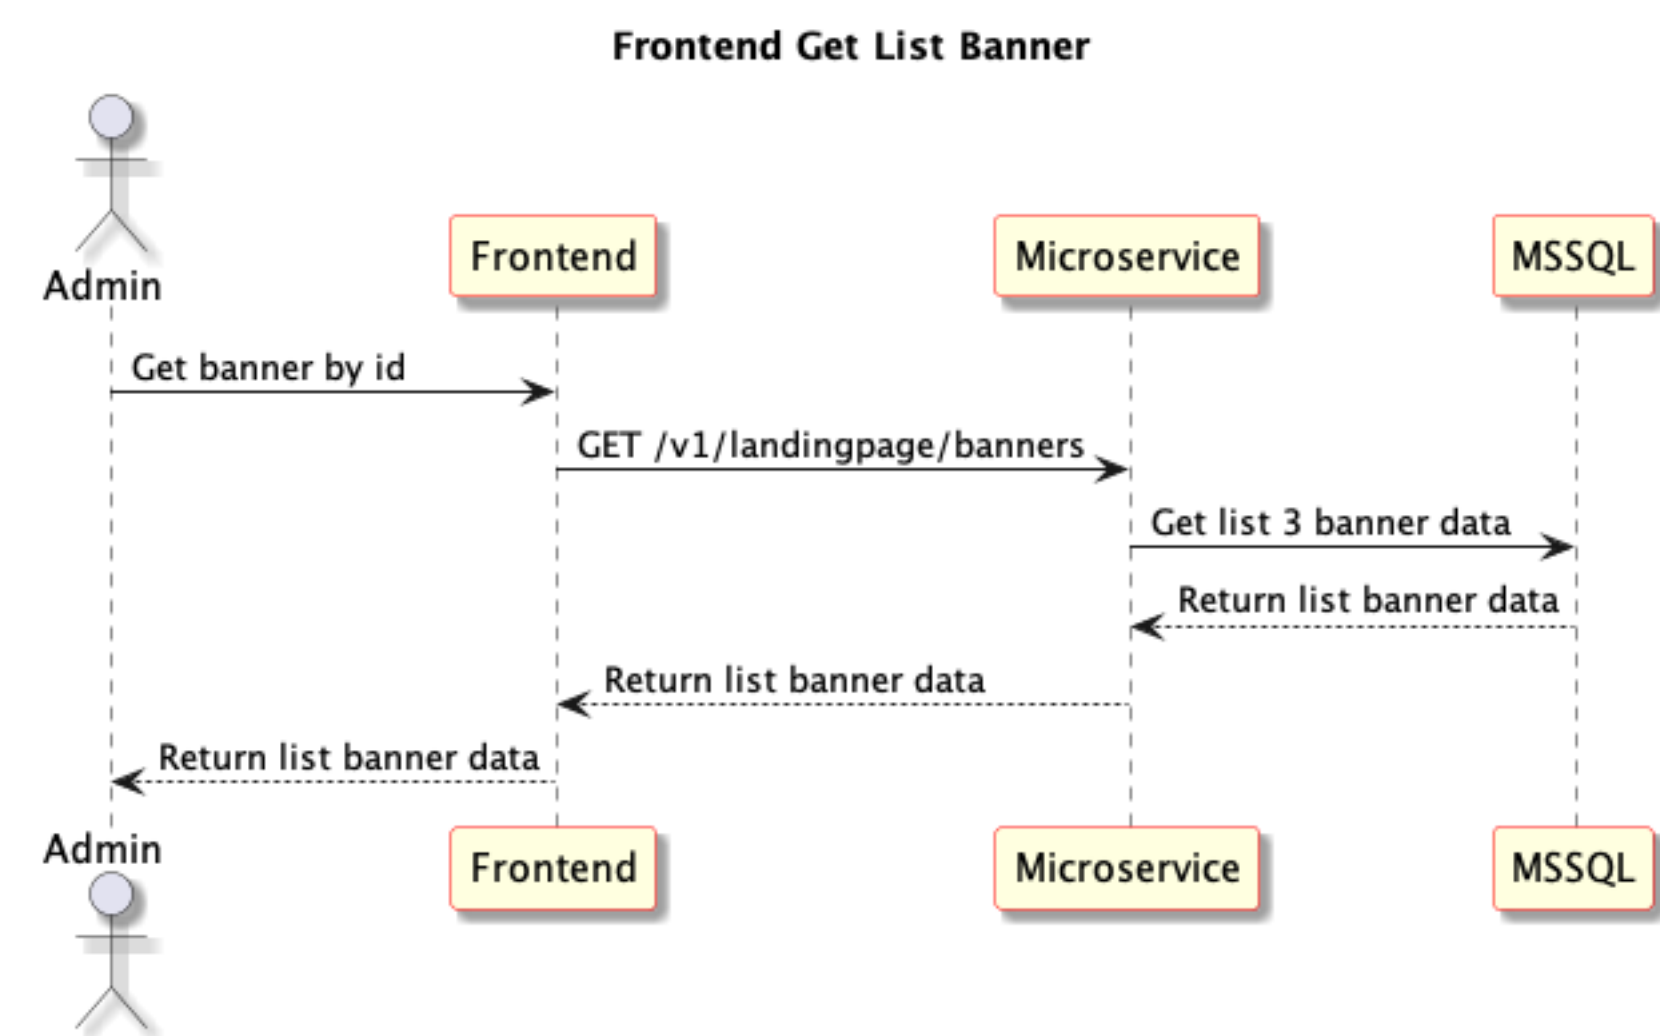 Frontend Get List Banner
Admin
Frontend
Microservice
MSSQL
Get banner by id
GET /v1/landingpage/banners
Get list 3 banner data
Return list banner data
Return list banner data
Return list banner data
Admin
Frontend
Microservice
MSSQL